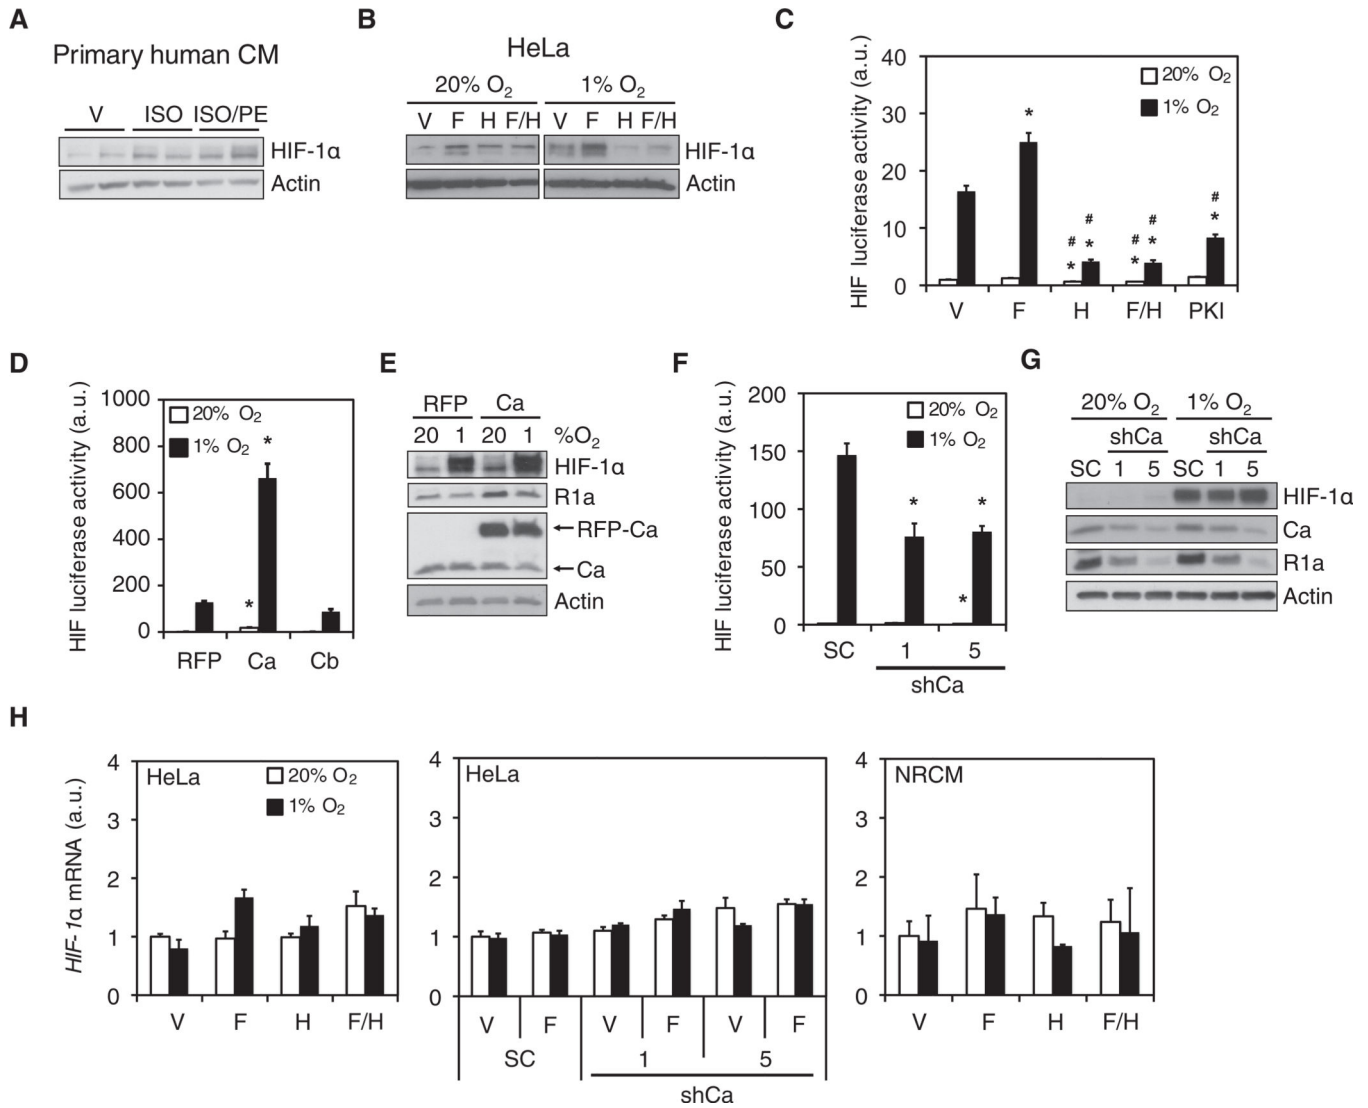 A
Primary human CM
V ISO ISO/PE
HIF-1α
Actin
B
HeLa
20% O2 1% O2
V F H F/H V F H F/H
HIF-1α
Actin
C
HIF luciferase activity (a.u.)
40
30
20
10
0
20% O2
1% O2
*
# * # * # * # * # *
V F H F/H PKI
D
HIF luciferase activity (a.u.)
1000
800
600
400
200
0
20% O2
1% O2
* *
RFP Ca Cb
E
RFP Ca
20 1 20 1 %O2
HIF-1α
R1a
←RFP-Ca
←Ca
Actin
F
HIF luciferase activity (a.u.)
200
150
100
50
0
20% O2
1% O2
* * *
SC 1 5
shCa
G
20% O2 1% O2
shCa shCa
SC 1 5 SC 1 5
HIF-1α
Ca
R1a
Actin
H
HIF-1α mRNA (a.u.)
4
3
2
1
0
HeLa
20% O2
1% O2
V F H F/H
4
3
2
1
0
HeLa
V F V F V F
SC 1 5
shCa
4
3
2
1
0
NRCM
V F H F/H